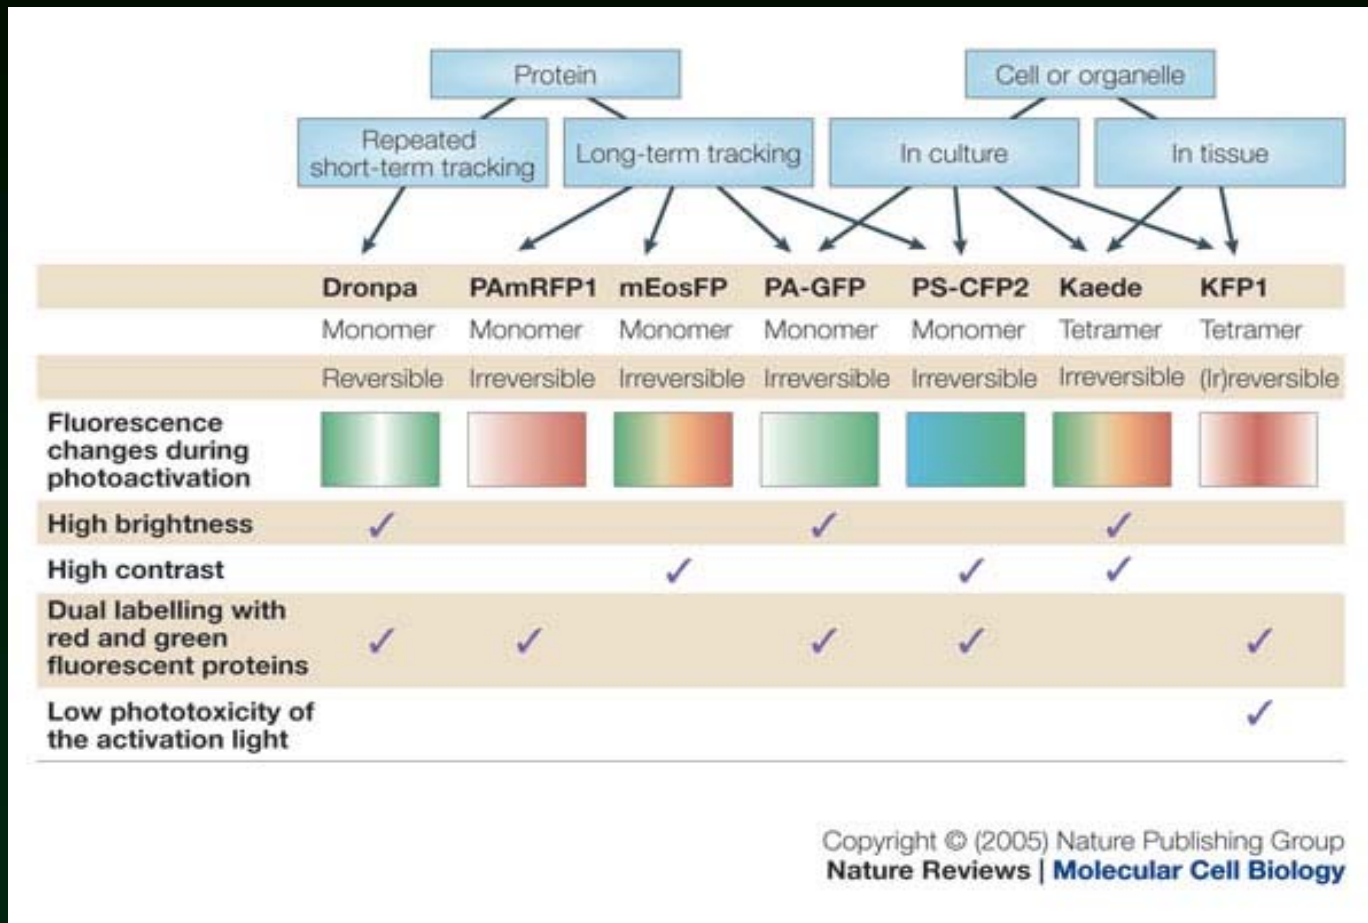 Protein
Cell or organelle
Repeated
short-term tracking
Long-term tracking
In culture
In tissue
Dronpa PAmRFP1 mEosFP PA-GFP PS-CFP2 Kaede KFP1
Monomer Monomer Monomer Monomer Monomer Tetramer Tetramer
Reversible Irreversible Irreversible Irreversible Irreversible Irreversible (Ir)reversible
Fluorescence
changes during
photoactivation
High brightness ✓ ✓ ✓
High contrast ✓ ✓ ✓
Dual labelling with
red and green
fluorescent proteins ✓ ✓ ✓ ✓ ✓
Low phototoxicity of
the activation light ✓
Copyright © (2005) Nature Publishing Group
Nature Reviews | Molecular Cell Biology